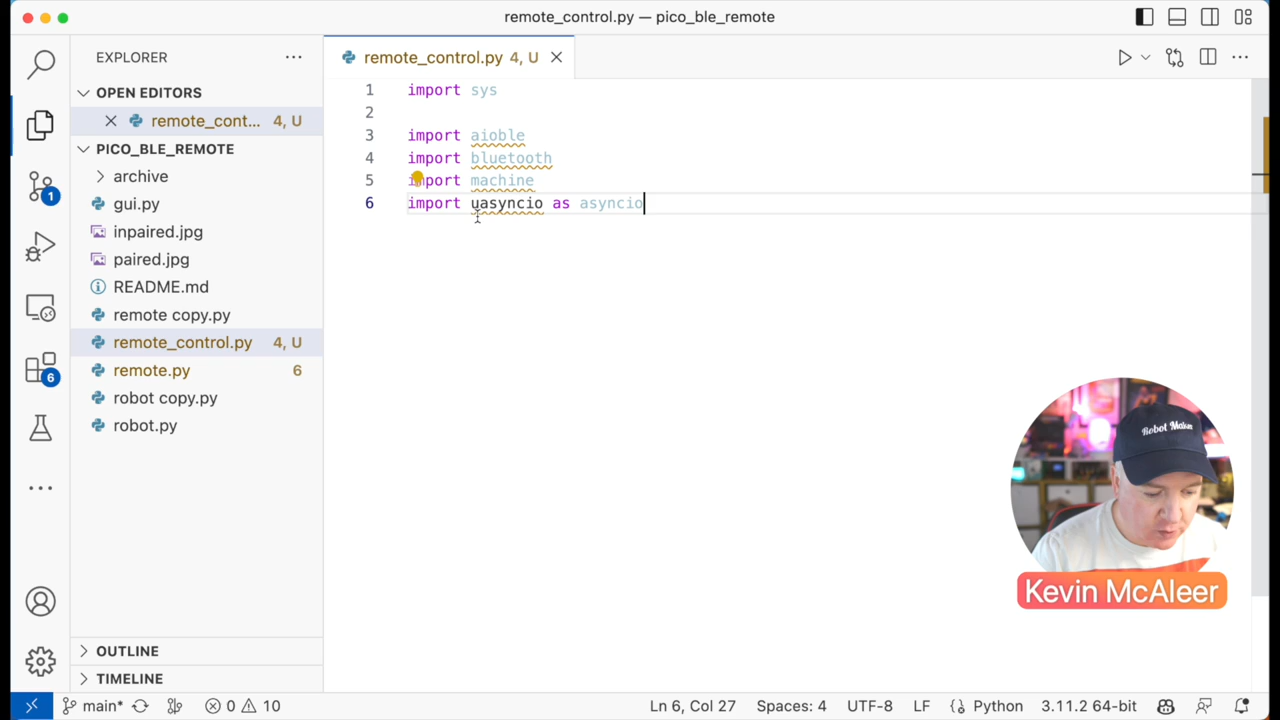 remote_control.py — pico_ble_remote
EXPLORER
remote_control.py 4, U
OPEN EDITORS
remote_cont... 4, U
PICO_BLE_REMOTE
archive
gui.py
inpaired.jpg
paired.jpg
README.md
remote copy.py
remote_control.py 4, U
remote.py 6
robot copy.py
robot.py
OUTLINE
TIMELINE
1
6
1 import sys
2
3 import aioble
4 import bluetooth
5 import machine
6 import uasyncio as asyncio
Robot Maker
Kevin McAleer
main* 0 10 Ln 6, Col 27 Spaces: 4 UTF-8 LF Python 3.11.2 64-bit